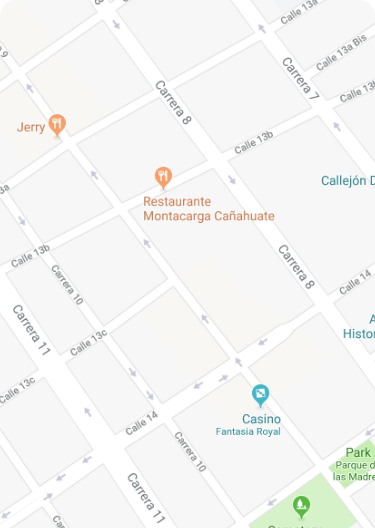 Calle 13a
Calle 13a Bis
Carrera 8
Carrera 7
Jerry
Calle 13b
Restaurante
Montacarga Cañahuate
Callejón D
Calle 13b
Carrera 10
Carrera 8
Calle 14
Carrera 11
Calle 13c
Histor
Calle 13c
Casino
Fantasia Royal
Calle 14
Carrera 10
Park
Parque d
las Madre
Carrera 11